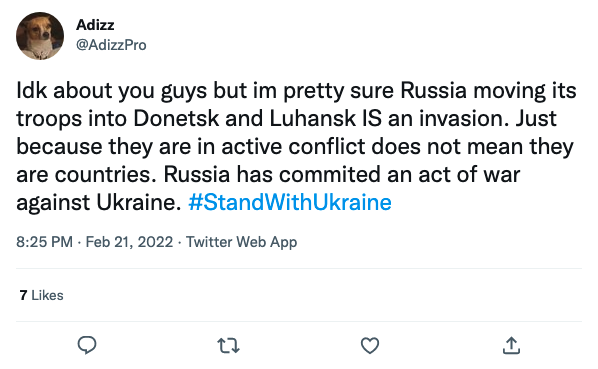 Adizz
@AdizzPro
Idk about you guys but im pretty sure Russia moving its
troops into Donetsk and Luhansk IS an invasion. Just
because they are in active conflict does not mean they
are countries. Russia has commited an act of war
against Ukraine. #StandWithUkraine
8:25 PM · Feb 21, 2022 · Twitter Web App
7 Likes